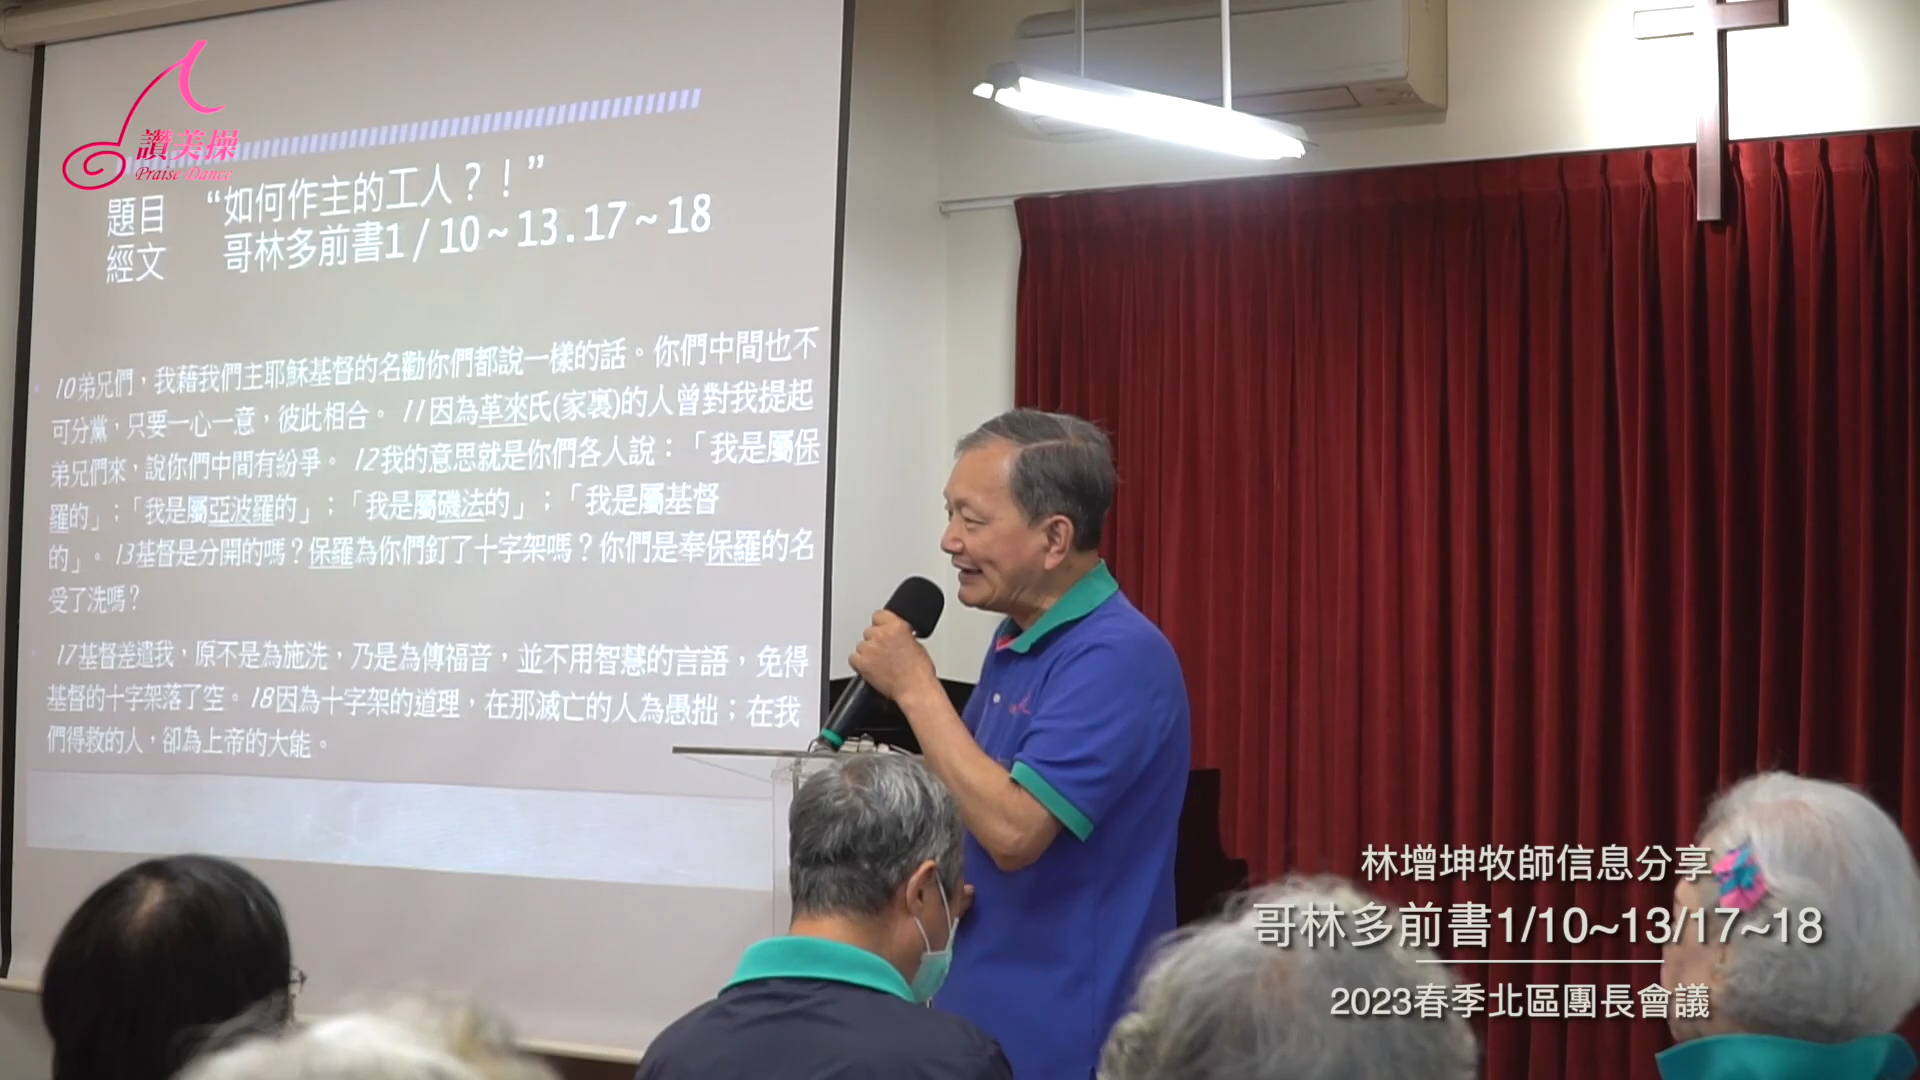 讚美操
Praise Dance
題目 “如何作主的工人？！”
經文 哥林多前書1/10~13.17~18
10弟兄們，我藉我們主耶穌基督的名勸你們都說一樣的話。你們中間也不
可分黨，只要一心一意，彼此相合。 11因為革來氏(家裏)的人曾對我提起
弟兄們來，說你們中間有紛爭。 12我的意思就是你們各人說：「我是屬保
羅的」；「我是屬亞波羅的」；「我是屬磯法的」；「我是屬基督
的」。 13基督是分開的嗎？保羅為你們釘了十字架嗎？你們是奉保羅的名
受了洗嗎？
17基督差遣我，原不是為施洗，乃是為傳福音，並不用智慧的言語，免得
基督的十字架落了空。 18因為十字架的道理，在那滅亡的人為愚拙；在我
們得救的人，卻為上帝的大能。
林增坤牧師信息分享
哥林多前書1/10~13/17~18
2023春季北區團長會議